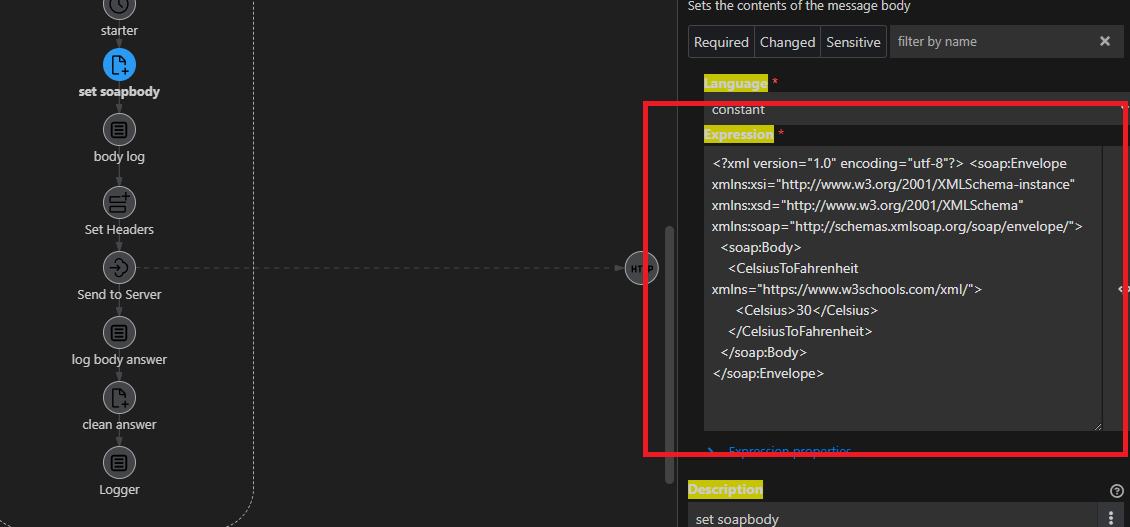 starter
set soapbody
body log
Set Headers
Send to Server
HTTP
log body answer
clean answer
Logger
Sets the contents of the message body
Required Changed Sensitive filter by name
Language *
constant
Expression *
<?xml version="1.0" encoding="utf-8"?> <soap:Envelope
xmlns:xsi="http://www.w3.org/2001/XMLSchema-instance"
xmlns:xsd="http://www.w3.org/2001/XMLSchema"
xmlns:soap="http://schemas.xmlsoap.org/soap/envelope/">
<soap:Body>
<CelsiusToFahrenheit
xmlns="https://www.w3schools.com/xml/">
<Celsius>30</Celsius>
</CelsiusToFahrenheit>
</soap:Body>
</soap:Envelope>
Expression properties
Description
set soapbody